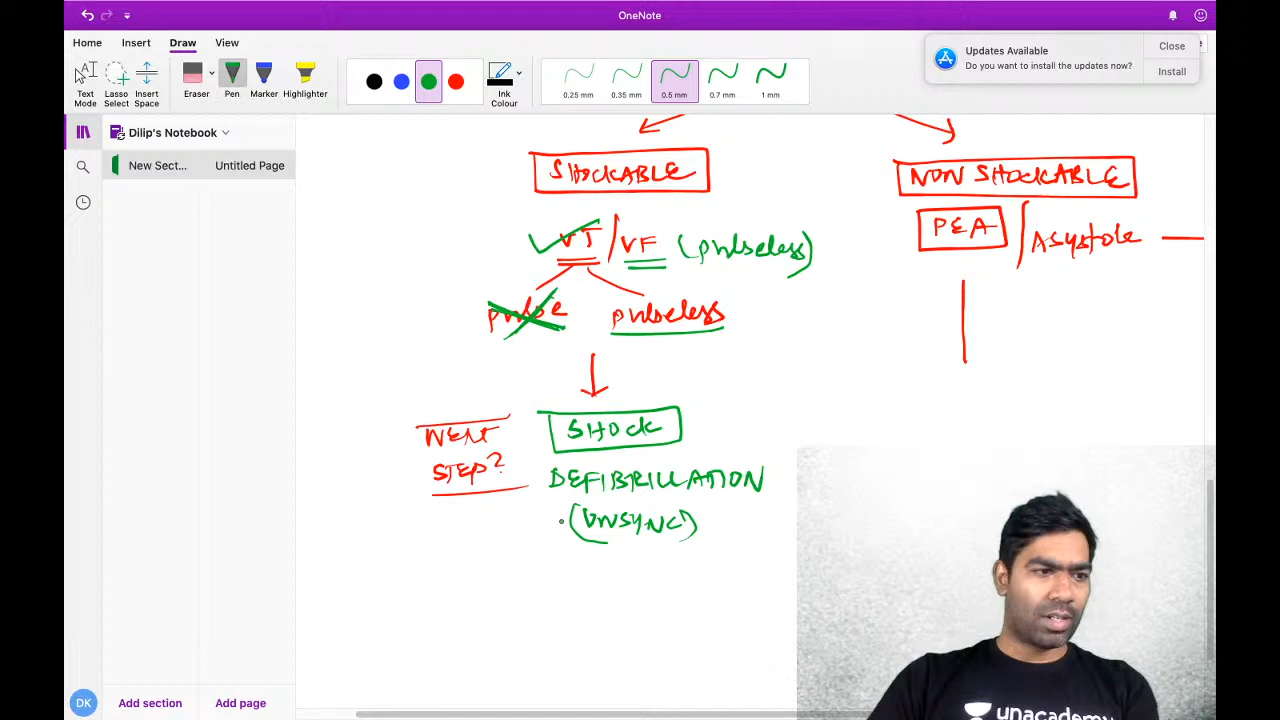 OneNote
Home Insert Draw View
Updates Available
Do you want to install the updates now?
Close
Install
Text Mode
Lasso Select
Insert Space
Eraser
Pen
Marker
Highlighter
Ink Colour
0.25 mm
0.35 mm
0.5 mm
0.7 mm
1 mm
Dilip's Notebook
New Sect...
Untitled Page
SHOCKABLE
NON SHOCKABLE
VT / VF (pulseless)
PEA / Asystole
pulse
pulseless
NEXT
STEP?
SHOCK
DEFIBRILLATION
(UNSYNC)
DK
Add section
Add page
unacademy